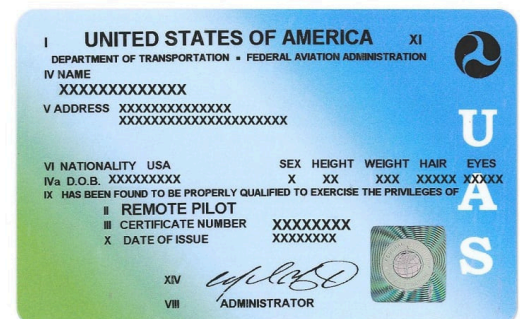 I UNITED STATES OF AMERICA XI
DEPARTMENT OF TRANSPORTATION - FEDERAL AVIATION ADMINISTRATION
IV NAME
XXXXXXXXXXXXX
V ADDRESS XXXXXXXXXXXXXX
XXXXXXXXXXXXXXXXXXXXX
VI NATIONALITY USA SEX HEIGHT WEIGHT HAIR EYES
IVa D.O.B. XXXXXXXXX X XX XXX XXXXX XXXXX
IX HAS BEEN FOUND TO BE PROPERLY QUALIFIED TO EXERCISE THE PRIVILEGES OF
II REMOTE PILOT
III CERTIFICATE NUMBER XXXXXXXX
X DATE OF ISSUE XXXXXXXX
XIV
VIII ADMINISTRATOR
UAS